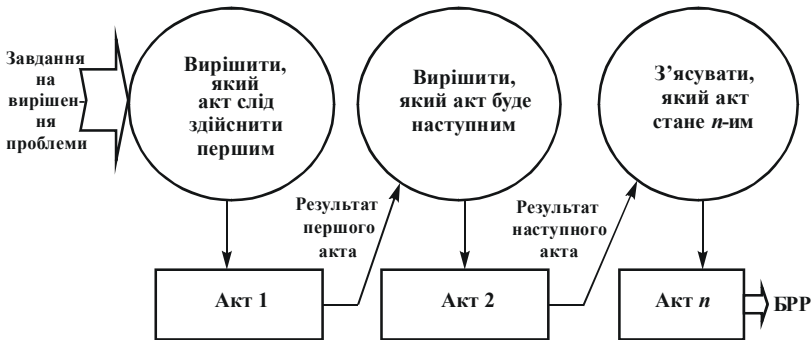 Завдання
на
вирішен-
ня
проблеми
Вирішити,
який
акт слід
здійснити
першим
Вирішити,
який акт буде
наступним
З’ясувати,
який акт
стане n-им
Результат
першого
акта
Результат
наступного
акта
Акт 1
Акт 2
Акт n
БРР